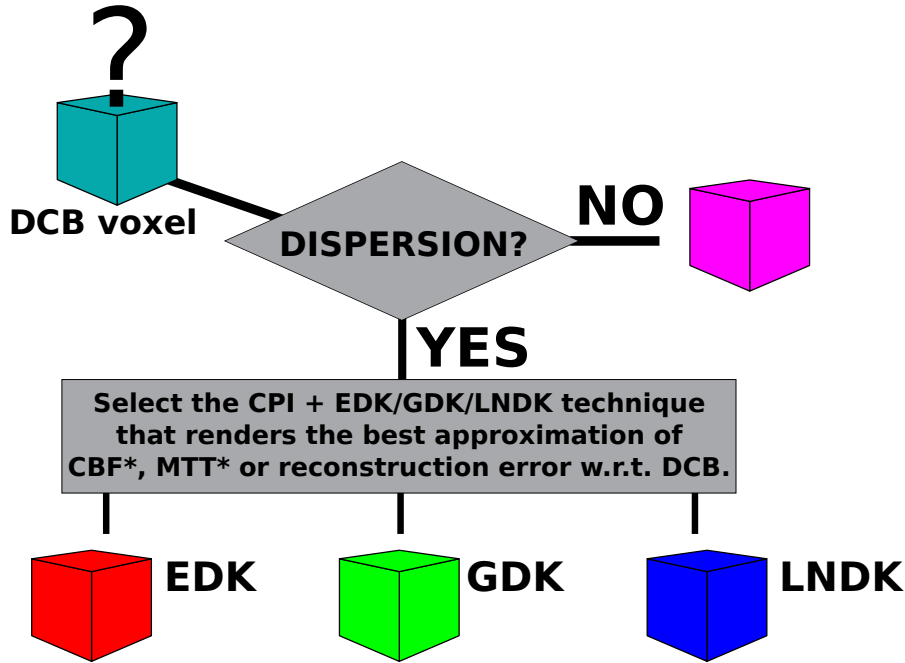 ?
DCB voxel
DISPERSION?
NO
YES
Select the CPI + EDK/GDK/LNDK technique
that renders the best approximation of
CBF*, MTT* or reconstruction error w.r.t. DCB.
EDK
GDK
LNDK